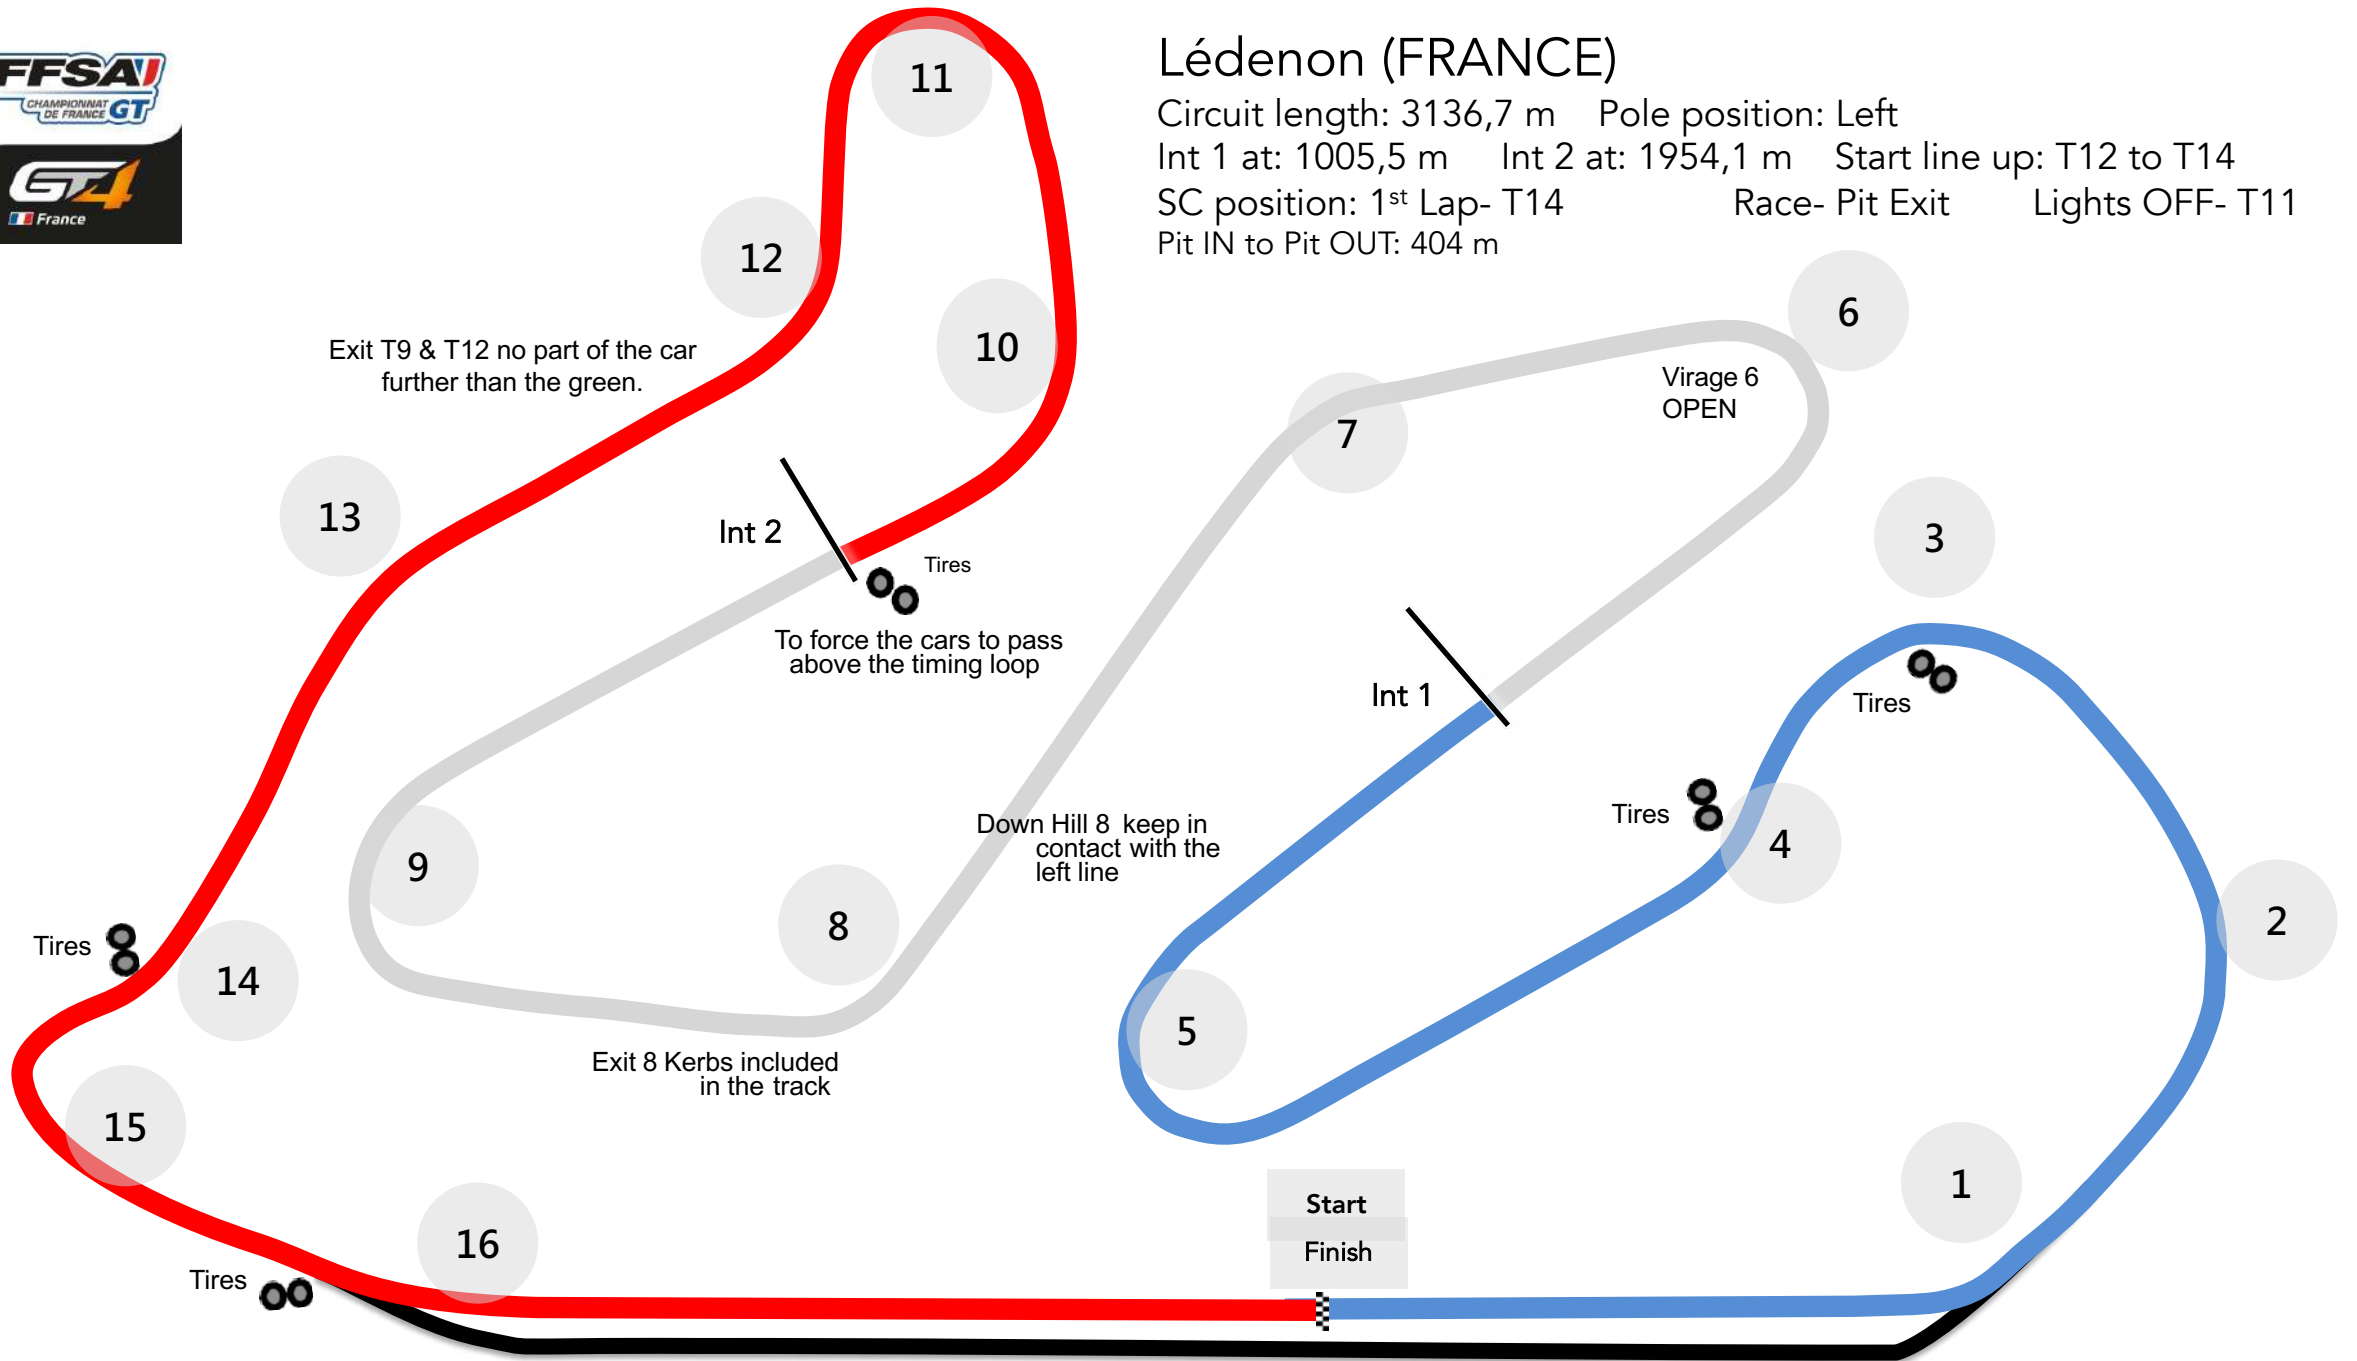 FFSA
CHAMPIONNAT
DE FRANCE GT
GT4
France
Lédenon (FRANCE)
Circuit length: 3136,7 m Pole position: Left
Int 1 at: 1005,5 m Int 2 at: 1954,1 m Start line up: T12 to T14
SC position: 1st Lap- T14 Race- Pit Exit Lights OFF- T11
Pit IN to Pit OUT: 404 m
11
12
10
6
Exit T9 & T12 no part of the car
further than the green.
Virage 6
OPEN
7
13
Int 2
3
Tires
To force the cars to pass
above the timing loop
Int 1
Tires
Tires
4
Down Hill 8 keep in
contact with the
left line
9
8
2
Tires
14
5
Exit 8 Kerbs included
in the track
15
1
Start
Finish
16
Tires